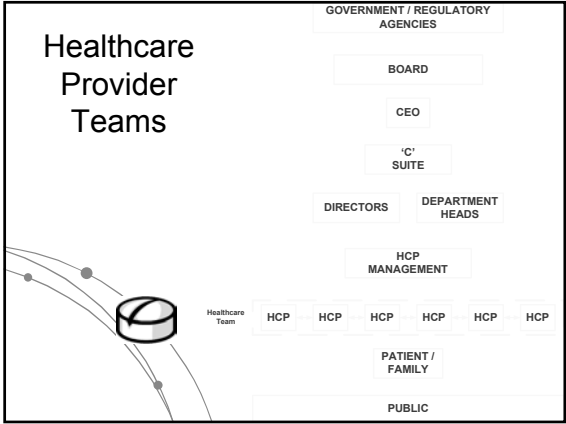 Healthcare
Provider
Teams
GOVERNMENT / REGULATORY
AGENCIES
BOARD
CEO
‘C’
SUITE
DIRECTORS
DEPARTMENT
HEADS
HCP
MANAGEMENT
Healthcare
Team
HCP HCP HCP HCP HCP HCP
PATIENT /
FAMILY
PUBLIC